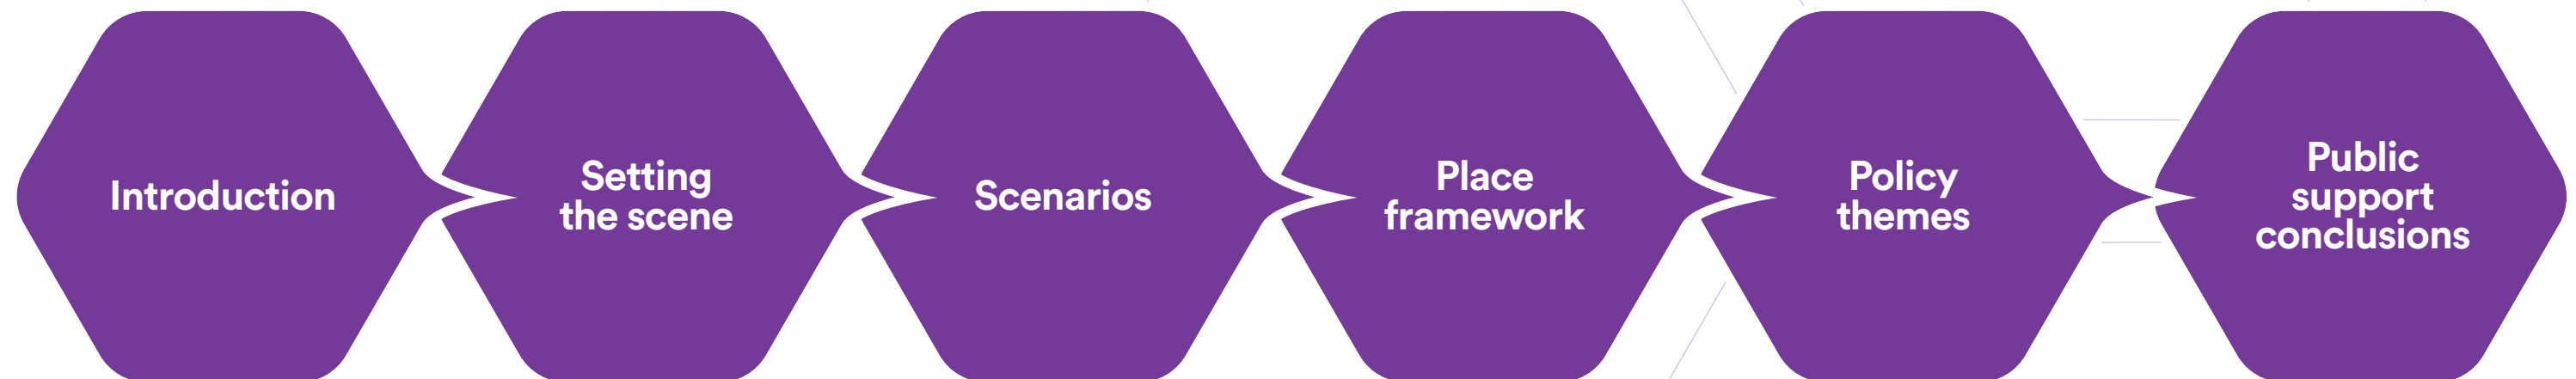 Introduction
Setting
the scene
Scenarios
Place
framework
Policy
themes
Public
support
conclusions